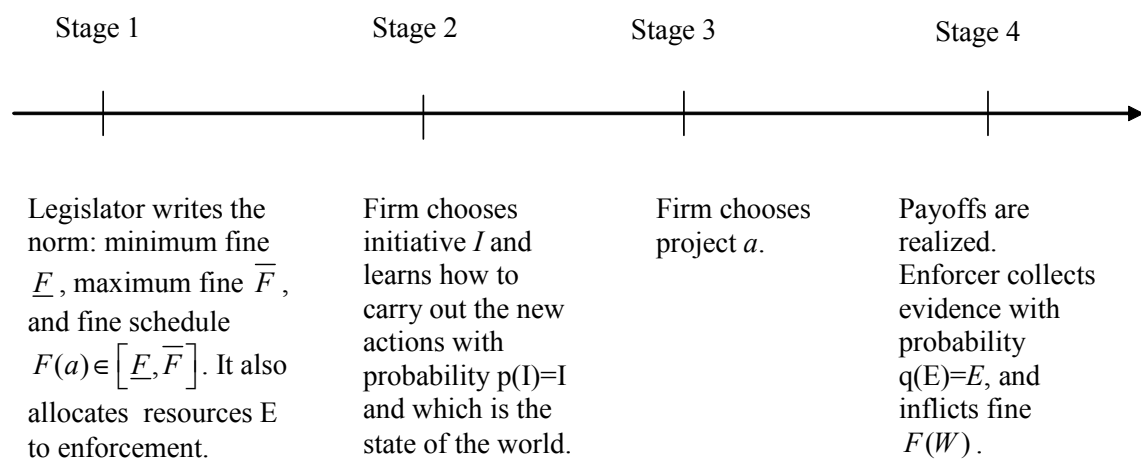 Stage 1
Stage 2
Stage 3
Stage 4
Legislator writes the
norm: minimum fine
F̲ , maximum fine F̅ ,
and fine schedule
F(a) ∈ [F̲, F̅]. It also
allocates resources E
to enforcement.
Firm chooses
initiative I and
learns how to
carry out the new
actions with
probability p(I)=I
and which is the
state of the world.
Firm chooses
project a.
Payoffs are
realized.
Enforcer collects
evidence with
probability
q(E)=E, and
inflicts fine
F(W) .